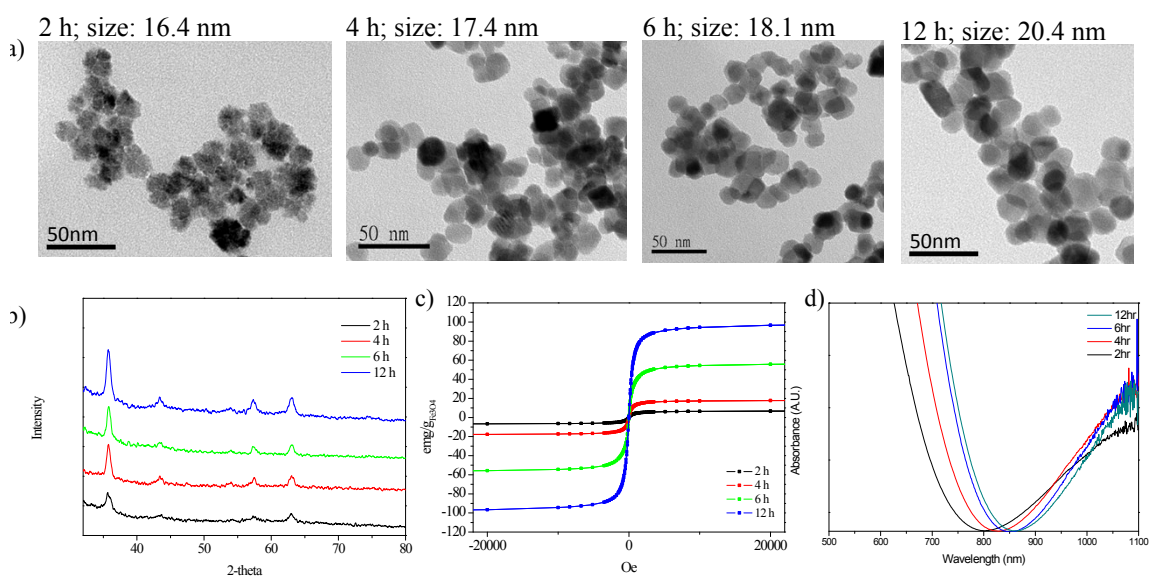 2 h; size: 16.4 nm
4 h; size: 17.4 nm
6 h; size: 18.1 nm
12 h; size: 20.4 nm
a)
50nm
50 nm
50 nm
50nm
b)
2 h
4 h
6 h
12 h
Intensity
40
50
60
70
80
2-theta
c)
120
100
80
60
40
20
0
-20
-40
-60
-80
-100
-120
emg/gFe3O4
2 h
4 h
6 h
12 h
-20000
0
20000
Oe
d)
12hr
6hr
4hr
2hr
Absorbance (A.U.)
500
600
700
800
900
1000
1100
Wavelength (nm)